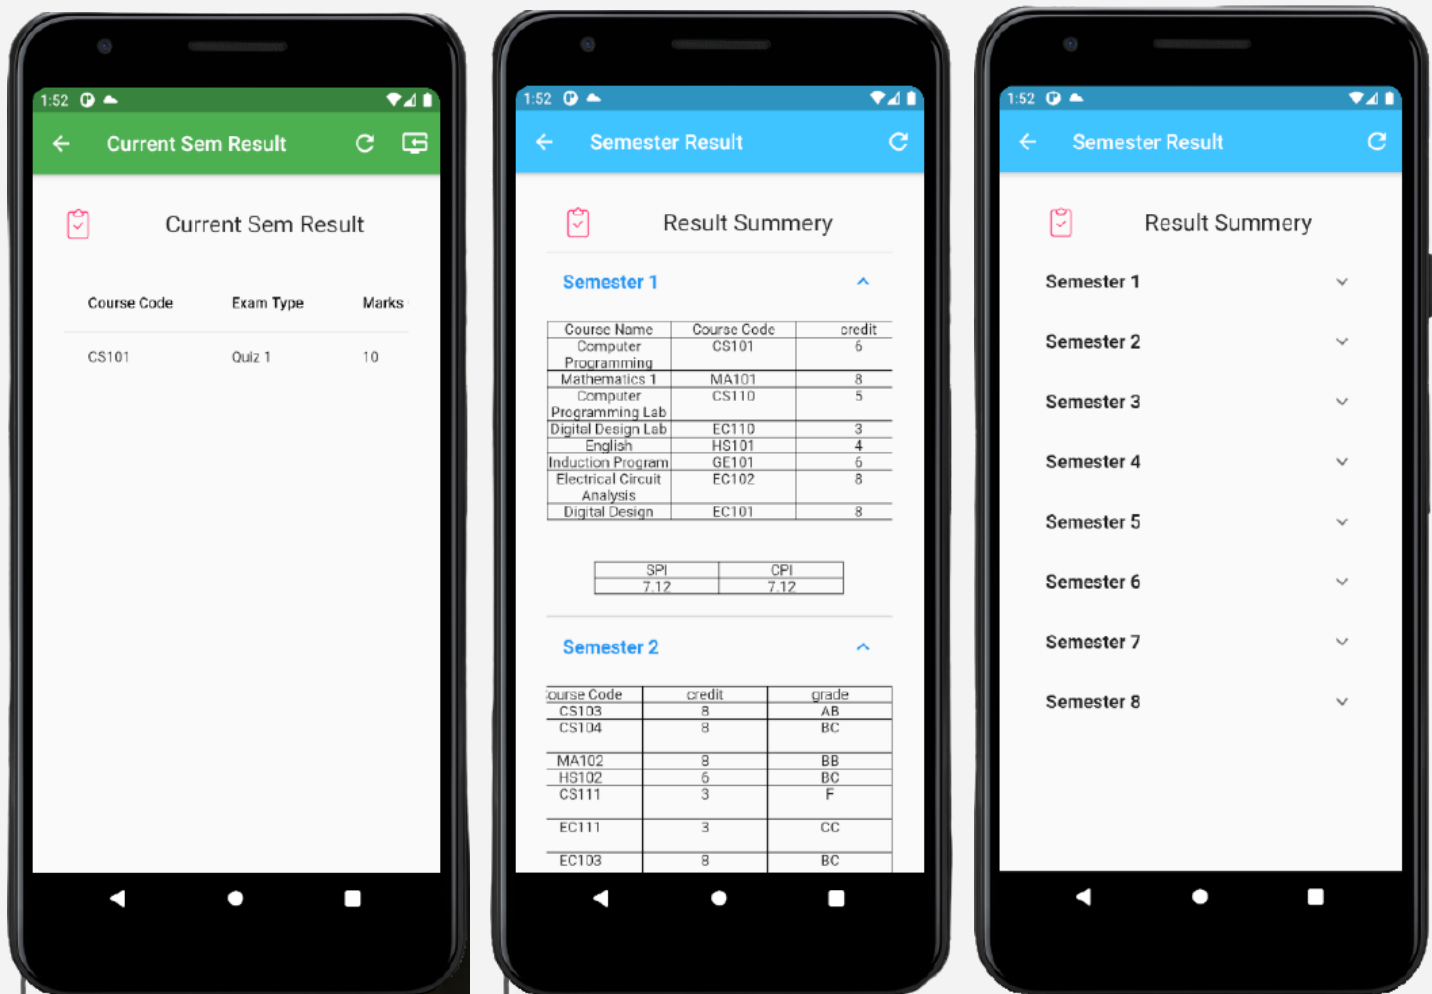 1:52
Current Sem Result
Current Sem Result
Course Code Exam Type Marks
CS101 Quiz 1 10
1:52
Semester Result
Result Summery
Semester 1
Course Name Course Code credit
Computer CS101 6
Programming
Mathematics 1 MA101 8
Computer CS110 5
Programming Lab
Digital Design Lab EC110 3
English HS101 4
Induction Program GE101 6
Electrical Circuit EC102 8
Analysis
Digital Design EC101 8
SPI CPI
7.12 7.12
Semester 2
ourse Code credit grade
CS103 8 AB
CS104 8 BC
MA102 8 BB
HS102 6 BC
CS111 3 F
EC111 3 CC
EC103 8 BC
1:52
Semester Result
Result Summery
Semester 1
Semester 2
Semester 3
Semester 4
Semester 5
Semester 6
Semester 7
Semester 8